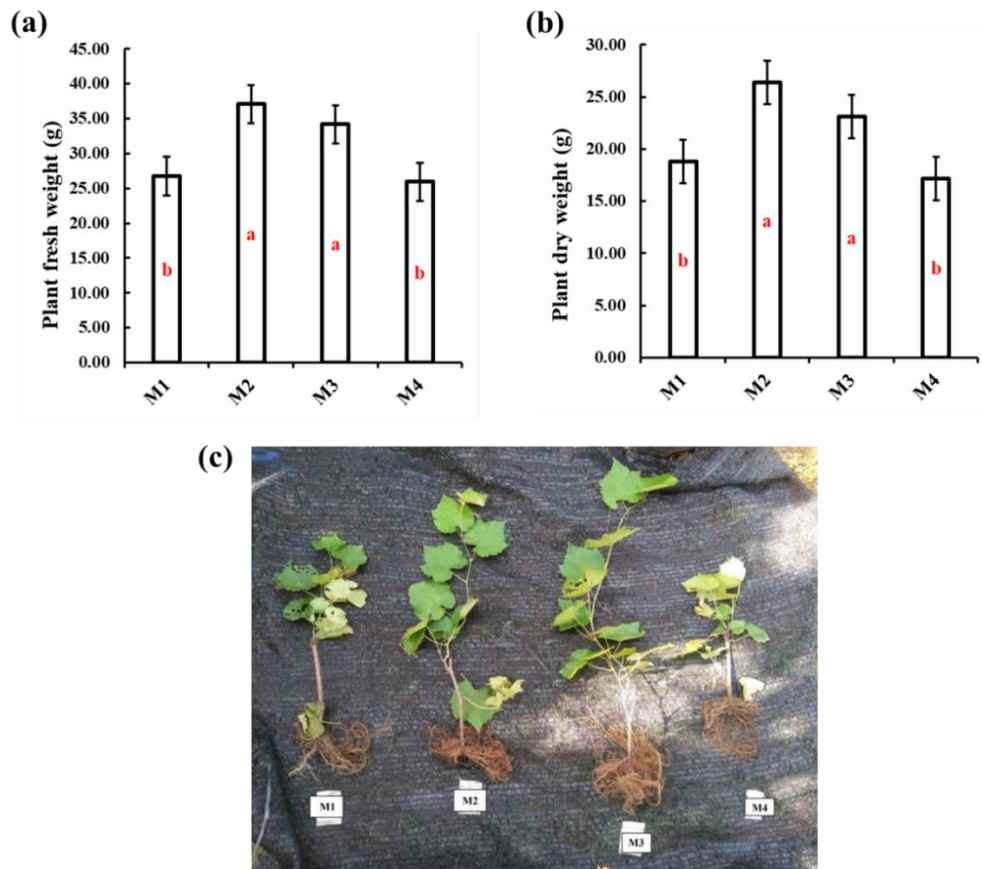 (a)
Plant fresh weight (g)
45.00
40.00
35.00
30.00
25.00
20.00
15.00
10.00
5.00
0.00
b
a
a
b
M1
M2
M3
M4
(b)
Plant dry weight (g)
30.00
25.00
20.00
15.00
10.00
5.00
0.00
b
a
a
b
M1
M2
M3
M4
(c)
M1
M2
M3
M4